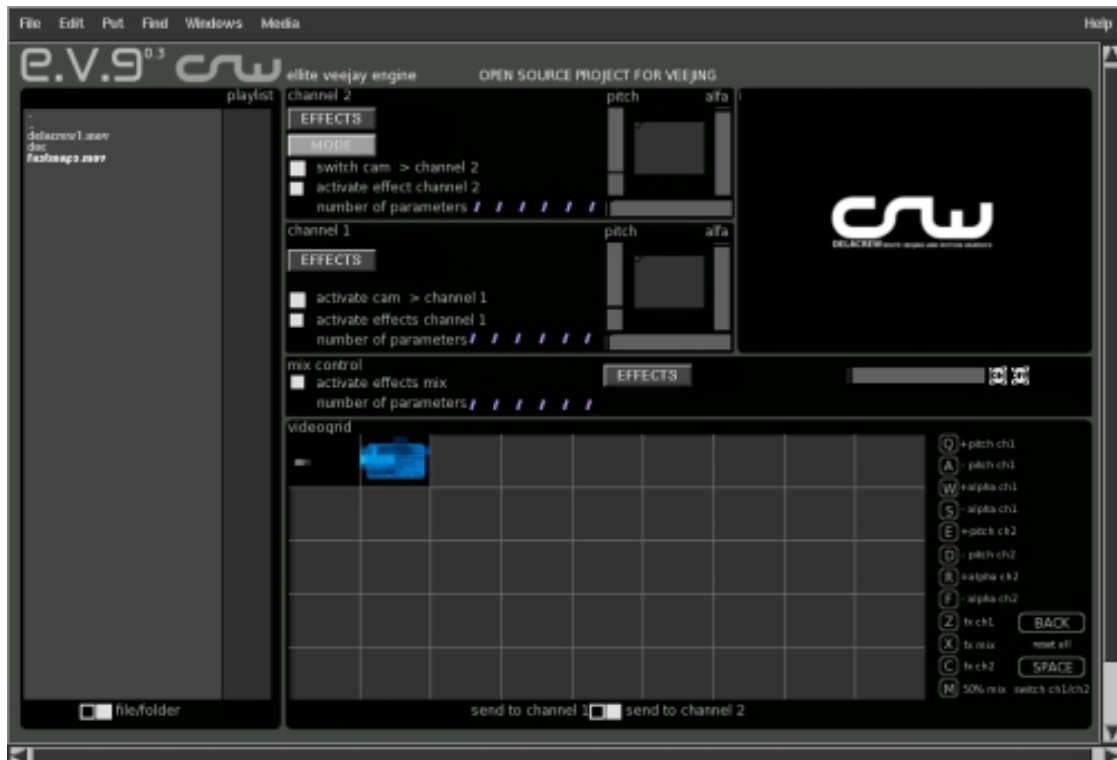 File Edit Put Find Windows Media Help
e.v.9 0.3 crw ellite veejay engine OPEN SOURCE PROJECT FOR VEEJING
playlist
.
..
delacrew1.mov
doc
channel 2 pitch alfa
EFFECTS
MODE
switch cam > channel 2
activate effect channel 2
number of parameters
channel 1 pitch alfa
EFFECTS
activate cam > channel 1
activate effects channel 1
number of parameters
crw
DELACREW
mix control
EFFECTS
activate effects mix
number of parameters
videogrid
Q +pitch ch1
A - pitch ch1
W +alpha ch1
S - alpha ch1
E +pitch ch2
D - pitch ch2
R +alpha ch2
F - alpha ch2
Z fx ch1 BACK
X fx mix reset all
C fx ch2 SPACE
M 50% mix switch ch1/ch2
file/folder
send to channel 1 send to channel 2